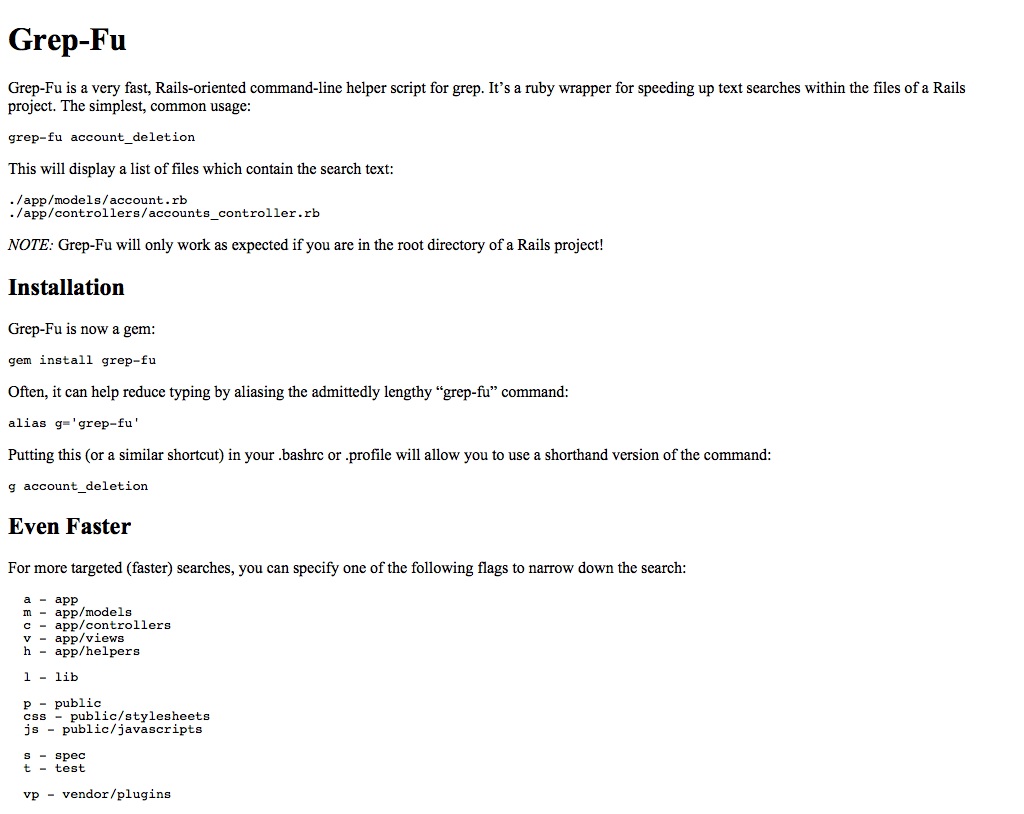 Grep-Fu
Grep-Fu is a very fast, Rails-oriented command-line helper script for grep. It’s a ruby wrapper for speeding up text searches within the files of a Rails
project. The simplest, common usage:
grep-fu account_deletion
This will display a list of files which contain the search text:
./app/models/account.rb
./app/controllers/accounts_controller.rb
NOTE: Grep-Fu will only work as expected if you are in the root directory of a Rails project!
Installation
Grep-Fu is now a gem:
gem install grep-fu
Often, it can help reduce typing by aliasing the admittedly lengthy “grep-fu” command:
alias g='grep-fu'
Putting this (or a similar shortcut) in your .bashrc or .profile will allow you to use a shorthand version of the command:
g account_deletion
Even Faster
For more targeted (faster) searches, you can specify one of the following flags to narrow down the search:
a - app
m - app/models
c - app/controllers
v - app/views
h - app/helpers
l - lib
p - public
css - public/stylesheets
js - public/javascripts
s - spec
t - test
vp - vendor/plugins